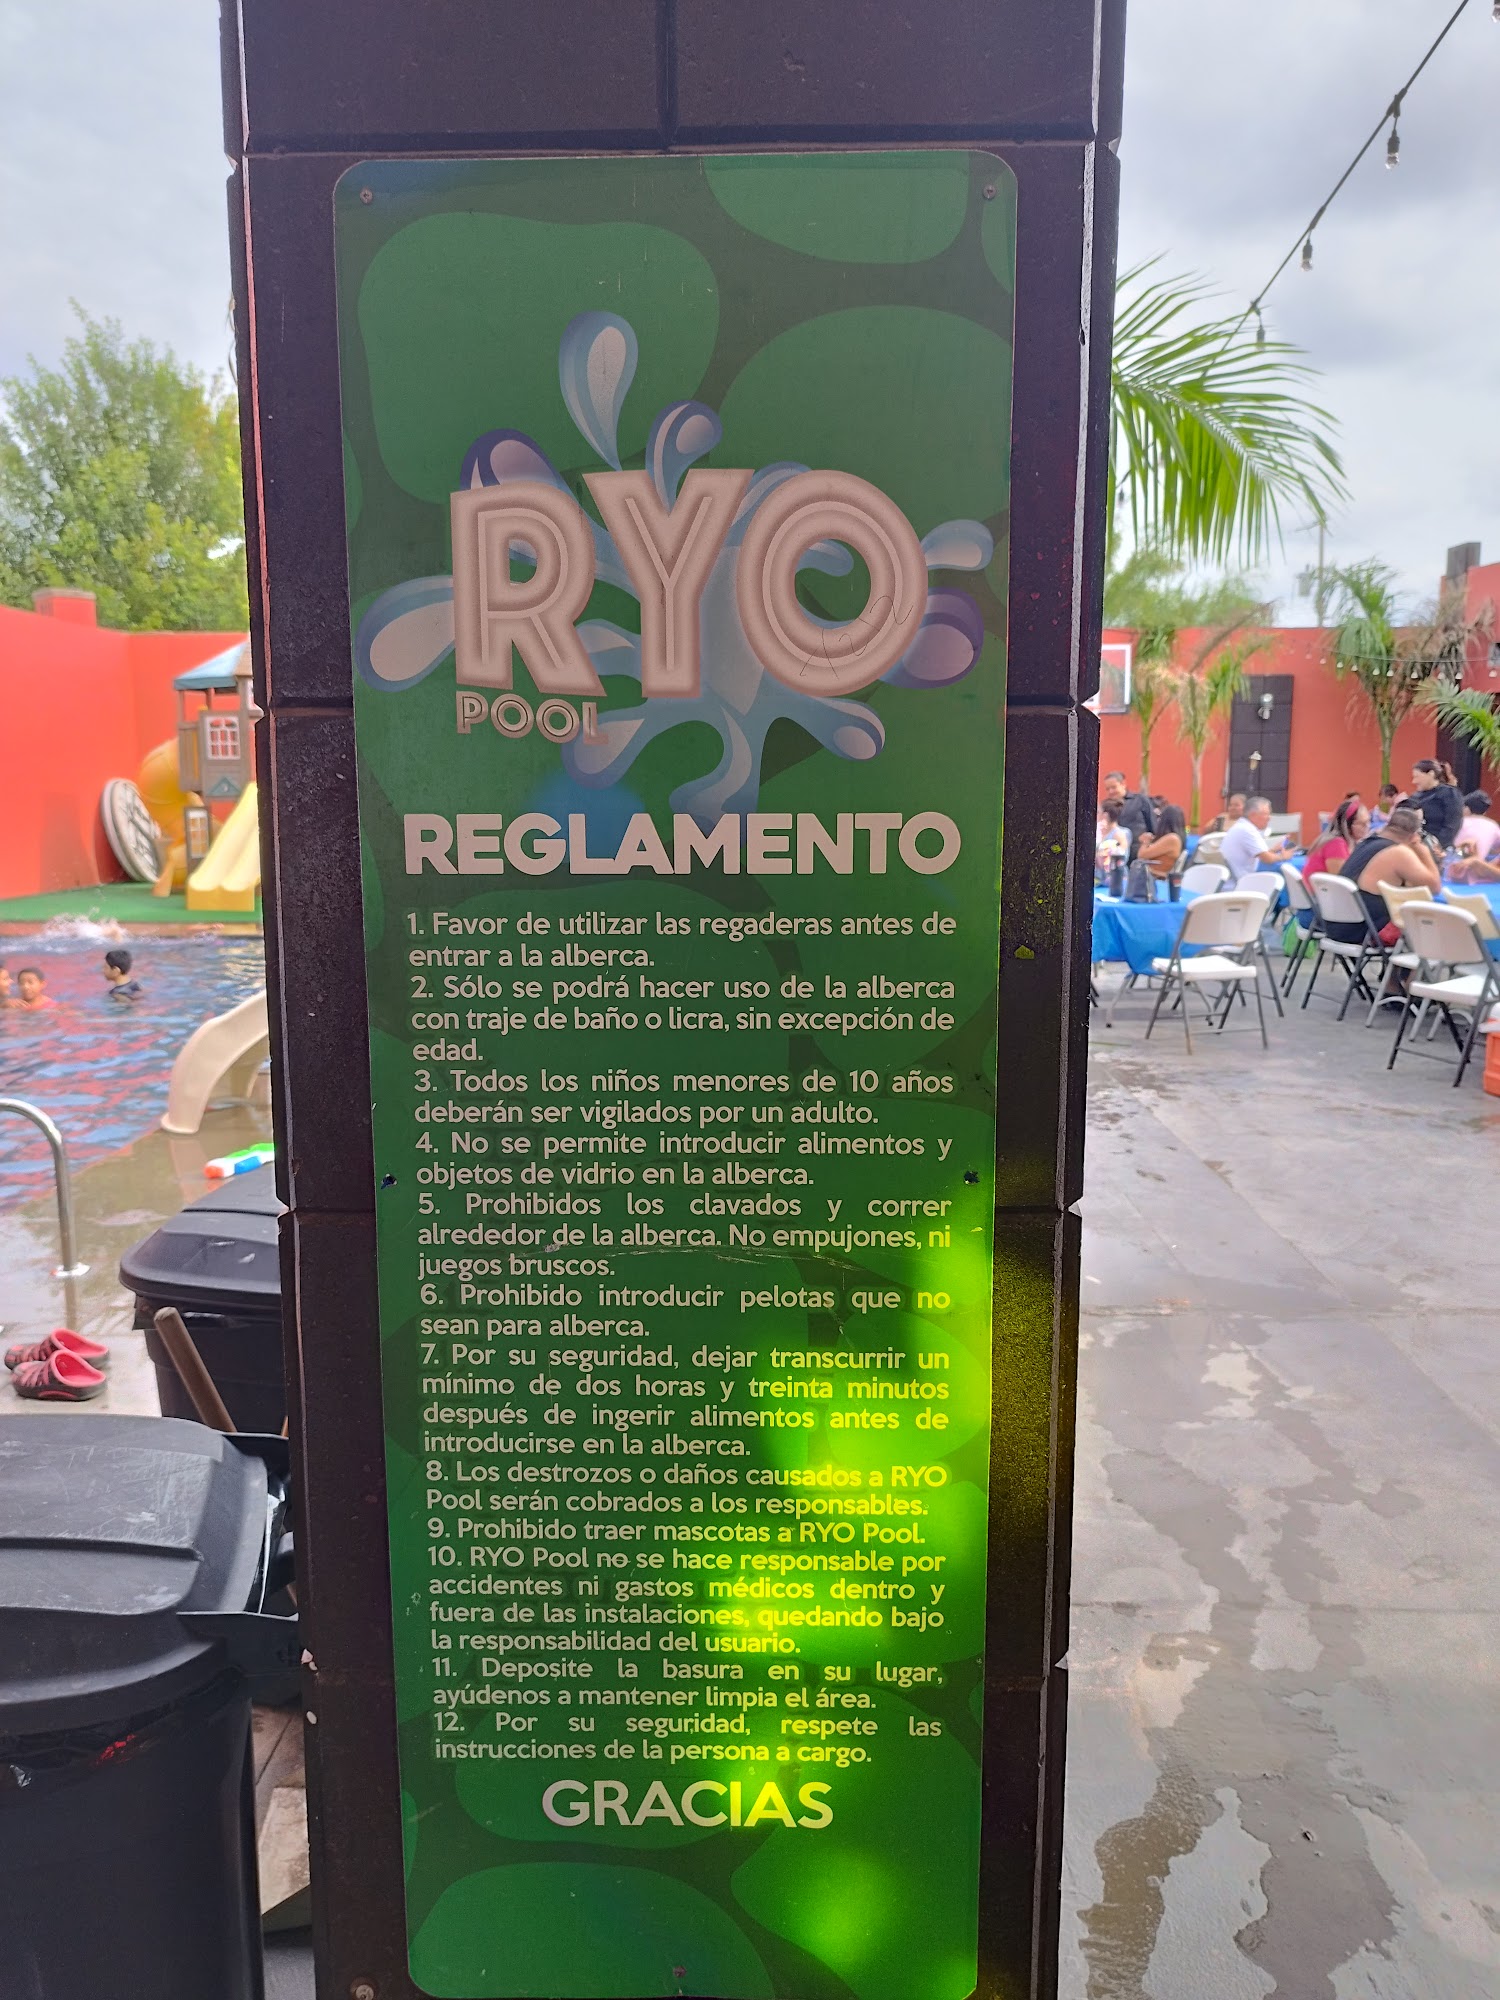 RYO
POOL
REGLAMENTO
1. Favor de utilizar las regaderas antes de
entrar a la alberca.
2. Sólo se podrá hacer uso de la alberca
con traje de baño o licra, sin excepción de
edad.
3. Todos los niños menores de 10 años
deberán ser vigilados por un adulto.
4. No se permite introducir alimentos y
objetos de vidrio en la alberca.
5. Prohibidos los clavados y correr
alrededor de la alberca. No empujones, ni
juegos bruscos.
6. Prohibido introducir pelotas que no
sean para alberca.
7. Por su seguridad, dejar transcurrir un
mínimo de dos horas y treinta minutos
después de ingerir alimentos antes de
introducirse en la alberca.
8. Los destrozos o daños causados a RYO
Pool serán cobrados a los responsables.
9. Prohibido traer mascotas a RYO Pool.
10. RYO Pool no se hace responsable por
accidentes ni gastos médicos dentro y
fuera de las instalaciones, quedando bajo
la responsabilidad del usuario.
11. Deposite la basura en su lugar,
ayúdenos a mantener limpia el área.
12. Por su seguridad, respete las
instrucciones de la persona a cargo.
GRACIAS